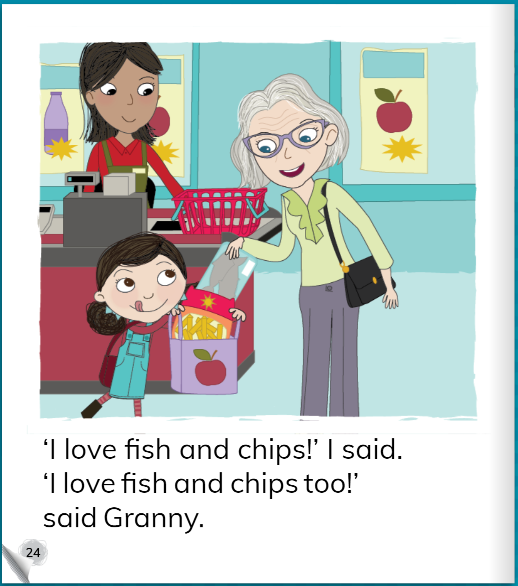 ‘I love fish and chips!’ I said.
‘I love fish and chips too!’
said Granny.
24